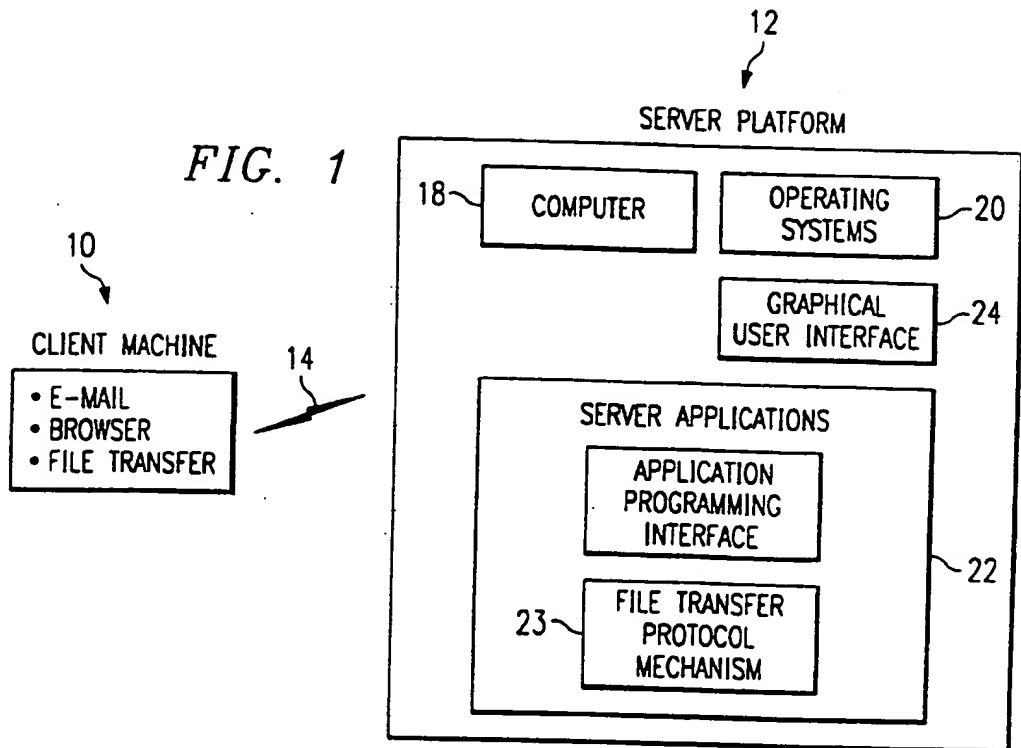 12
SERVER PLATFORM
FIG. 1
18
COMPUTER
OPERATING
SYSTEMS
20
10
GRAPHICAL
USER INTERFACE
24
CLIENT MACHINE
• E-MAIL
• BROWSER
• FILE TRANSFER
14
SERVER APPLICATIONS
APPLICATION
PROGRAMMING
INTERFACE
22
23
FILE TRANSFER
PROTOCOL
MECHANISM